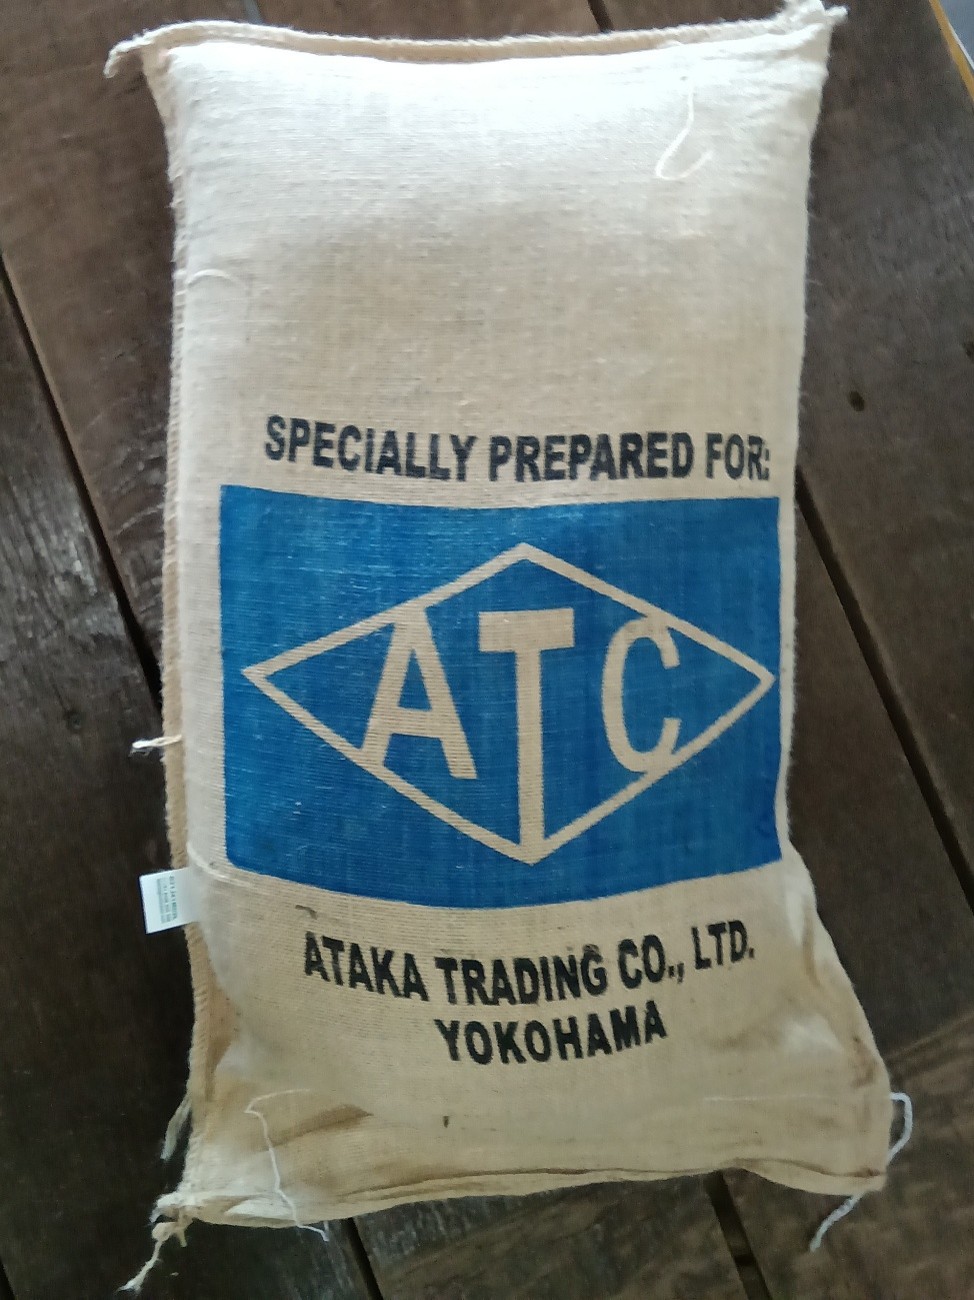 SPECIALLY PREPARED FOR:
ATC
ATAKA TRADING CO., LTD.
YOKOHAMA